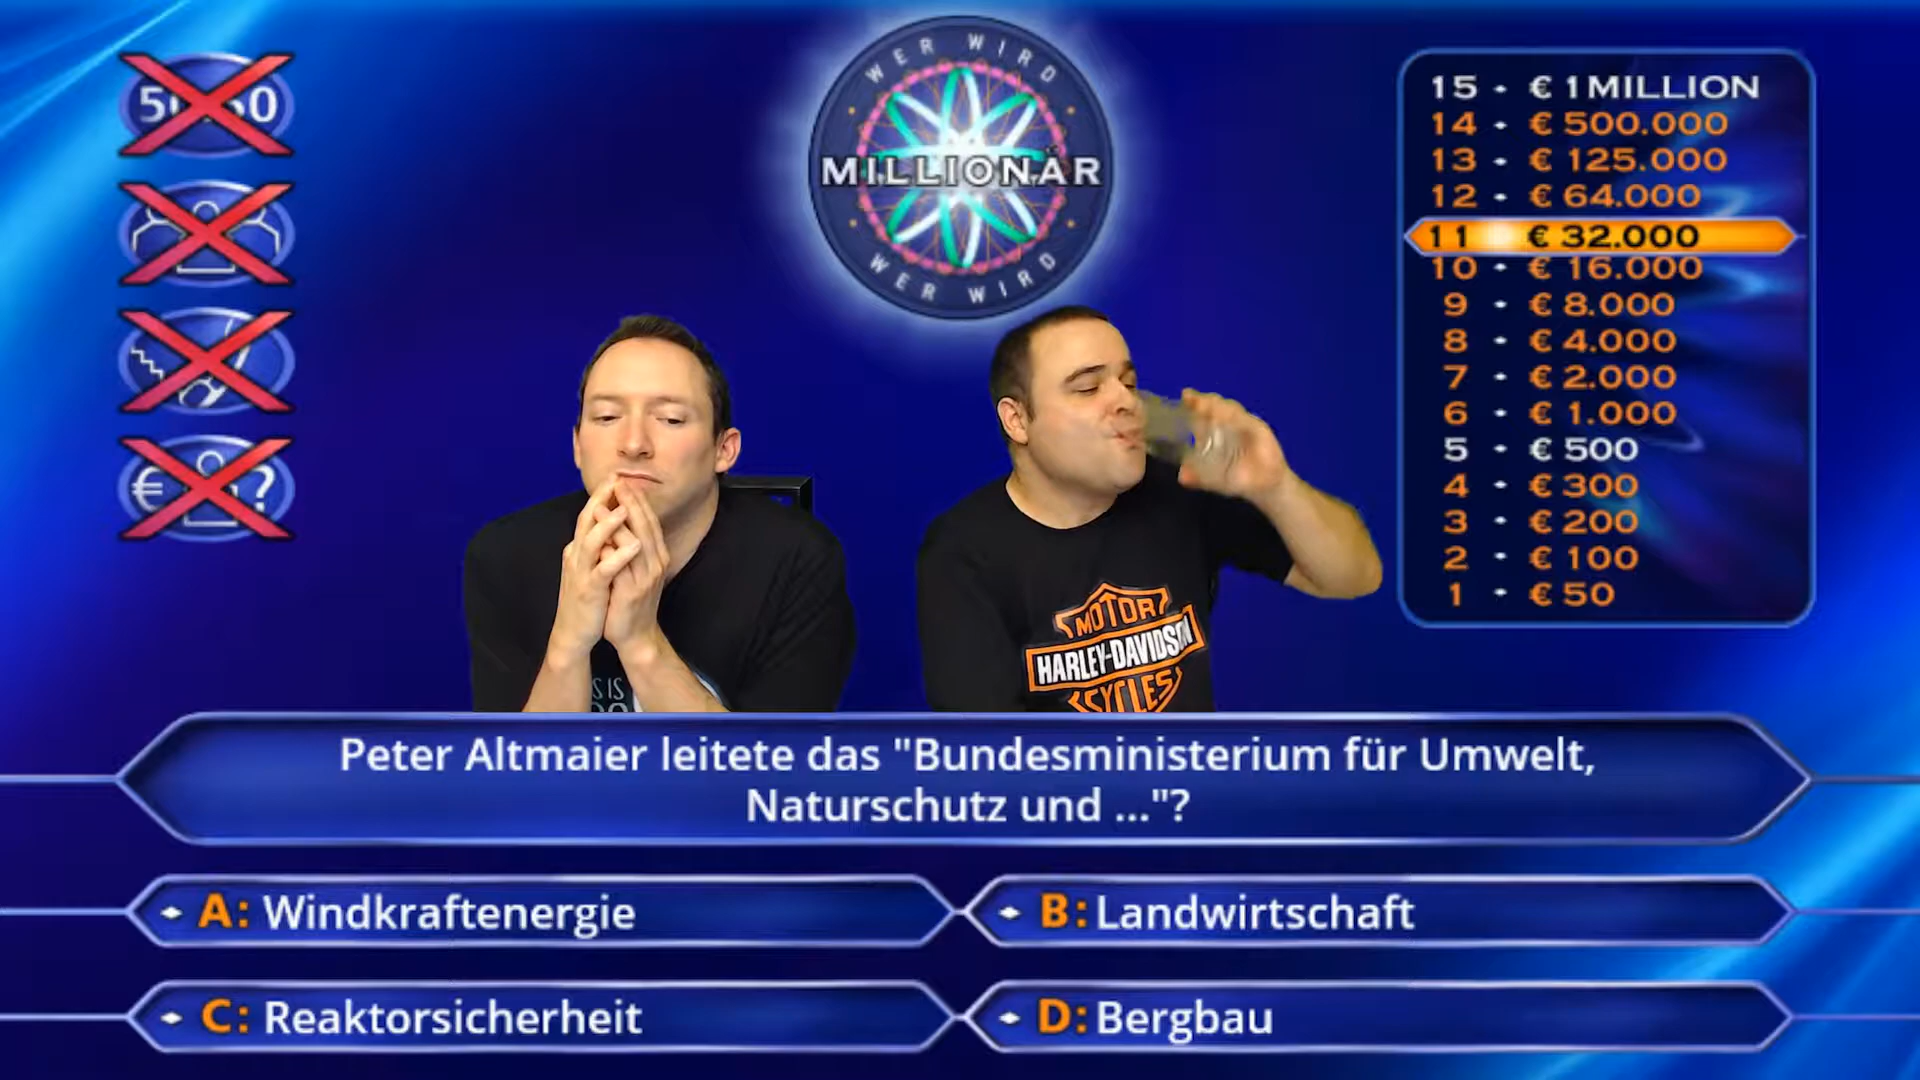 WER WIRD
MILLIONÄR
WER WIRD
15 · € 1 MILLION
14 · € 500.000
13 · € 125.000
12 · € 64.000
11 € 32.000
10 · € 16.000
9 · € 8.000
8 · € 4.000
7 · € 2.000
6 · € 1.000
5 · € 500
4 · € 300
3 · € 200
2 · € 100
1 · € 50
€ ?
MOTOR
HARLEY-DAVIDSON
CYCLES
Peter Altmaier leitete das "Bundesministerium für Umwelt,
Naturschutz und ..."?
A: Windkraftenergie
B: Landwirtschaft
C: Reaktorsicherheit
D: Bergbau